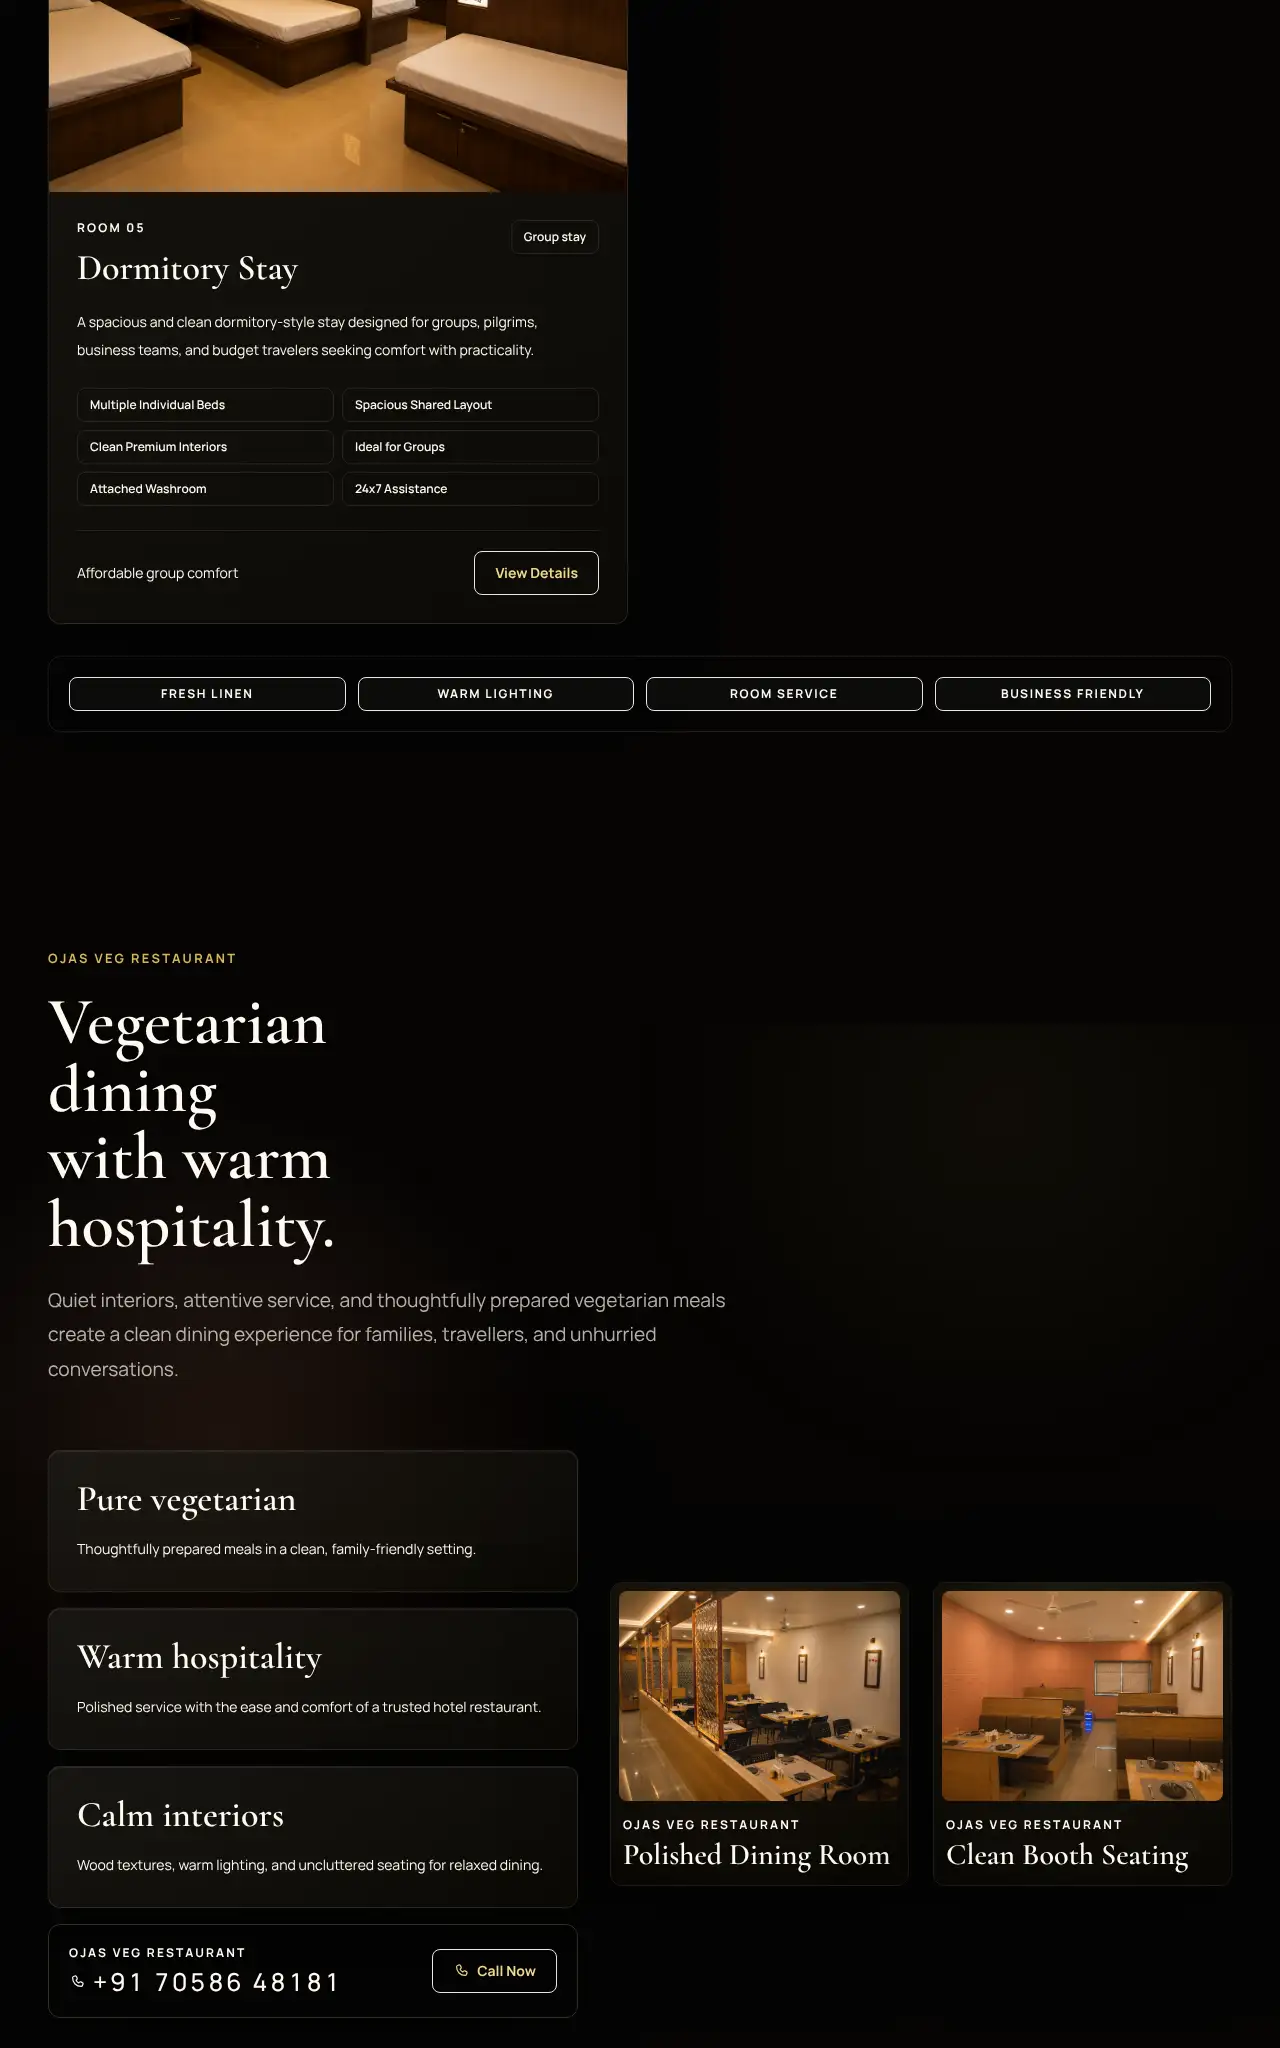 ROOM 05
Group stay
Dormitory Stay
A spacious and clean dormitory-style stay designed for groups, pilgrims,
business teams, and budget travelers seeking comfort with practicality.
Multiple Individual Beds
Spacious Shared Layout
Clean Premium Interiors
Ideal for Groups
Attached Washroom
24x7 Assistance
Affordable group comfort
View Details
FRESH LINEN
WARM LIGHTING
ROOM SERVICE
BUSINESS FRIENDLY
OJAS VEG RESTAURANT
Vegetarian
dining
with warm
hospitality.
Quiet interiors, attentive service, and thoughtfully prepared vegetarian meals
create a clean dining experience for families, travellers, and unhurried
conversations.
Pure vegetarian
Thoughtfully prepared meals in a clean, family-friendly setting.
Warm hospitality
Polished service with the ease and comfort of a trusted hotel restaurant.
Calm interiors
Wood textures, warm lighting, and uncluttered seating for relaxed dining.
OJAS VEG RESTAURANT
+91 70586 48181
Call Now
OJAS VEG RESTAURANT
Polished Dining Room
OJAS VEG RESTAURANT
Clean Booth Seating